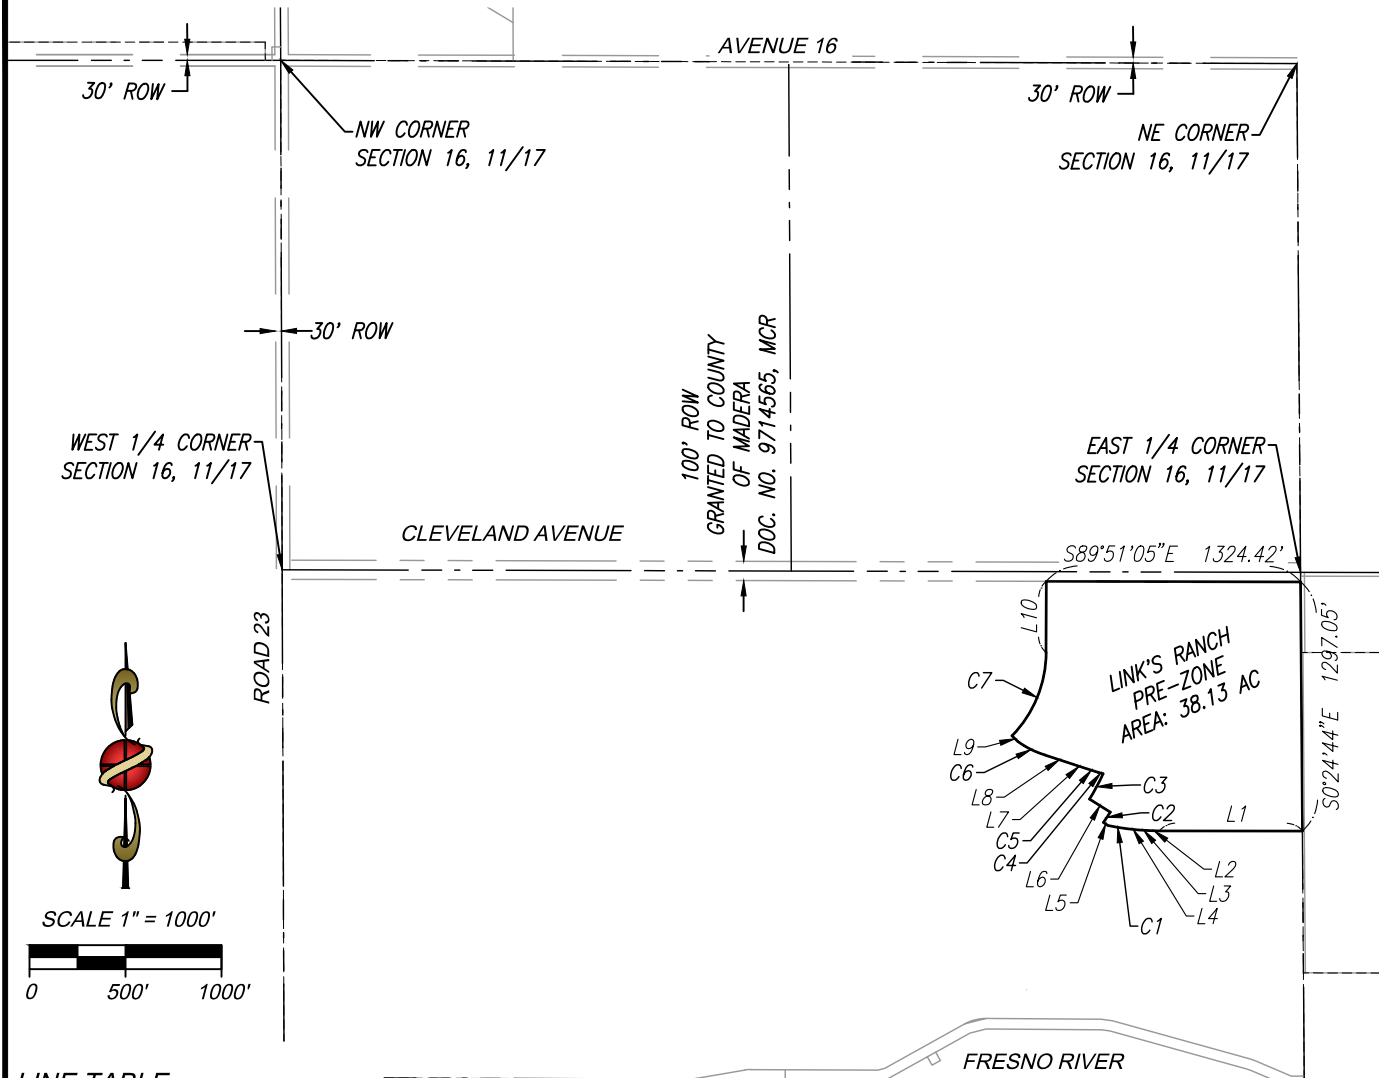 AVENUE 16
30' ROW
30' ROW
NW CORNER
SECTION 16, 11/17
NE CORNER
SECTION 16, 11/17
30' ROW
100' ROW
GRANTED TO COUNTY
OF MADERA
DOC. NO. 9714565, MCR
WEST 1/4 CORNER
SECTION 16, 11/17
EAST 1/4 CORNER
SECTION 16, 11/17
CLEVELAND AVENUE
S89°51'05"E 1324.42'
ROAD 23
L10
LINK'S RANCH
PRE-ZONE
AREA: 38.13 AC
S0°24'44"E 1297.05'
C7
L9
C6
L8
L7
C5
C4
L6
L5
C3
C2
L1
L2
L3
L4
C1
SCALE 1" = 1000'
0 500' 1000'
FRESNO RIVER
LINE TABLE